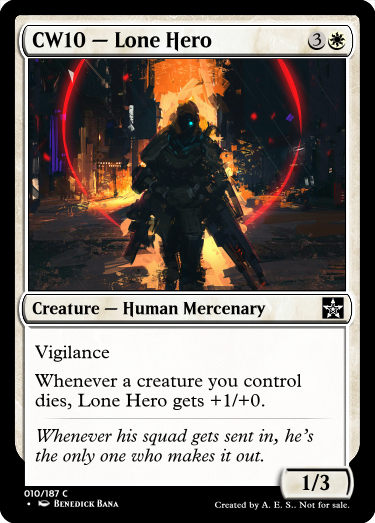 CW10 — Lone Hero 3
Creature — Human Mercenary
Vigilance
Whenever a creature you control
dies, Lone Hero gets +1/+0.
Whenever his squad gets sent in, he's
the only one who makes it out.
1/3
010/187 C
• Benedick Bana
Created by A. E. S.. Not for sale.